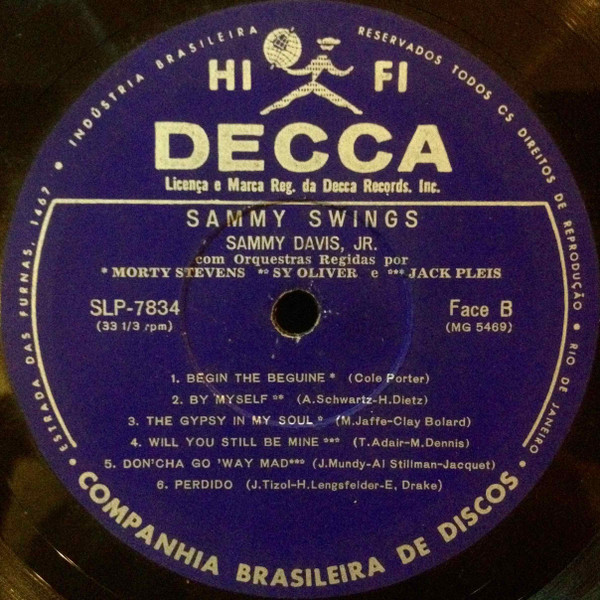 INDÚSTRIA BRASILEIRA
RESERVADOS TODOS OS DIREITOS DE REPRODUÇÃO • RIO DE JANEIRO
ESTRADA DAS FURNAS, 1467
HI FI
DECCA
Licença e Marca Reg. da Decca Records. Inc.
SAMMY SWINGS
SAMMY DAVIS, JR.
com Orquestras Regidas por
* MORTY STEVENS ** SY OLIVER e *** JACK PLEIS
SLP-7834 Face B
(33 1/3 rpm) (MG 5469)
1. BEGIN THE BEGUINE * (Cole Porter)
2. BY MYSELF ** (A.Schwartz-H.Dietz)
3. THE GYPSY IN MY SOUL * (M.Jaffe-Clay Bolard)
4. WILL YOU STILL BE MINE *** (T.Adair-M.Dennis)
5. DON'CHA GO 'WAY MAD*** (J.Mundy-Al Stillman-Jacquet)
6. PERDIDO (J.Tizol-H.Lengsfelder-E, Drake)
COMPANHIA BRASILEIRA DE DISCOS